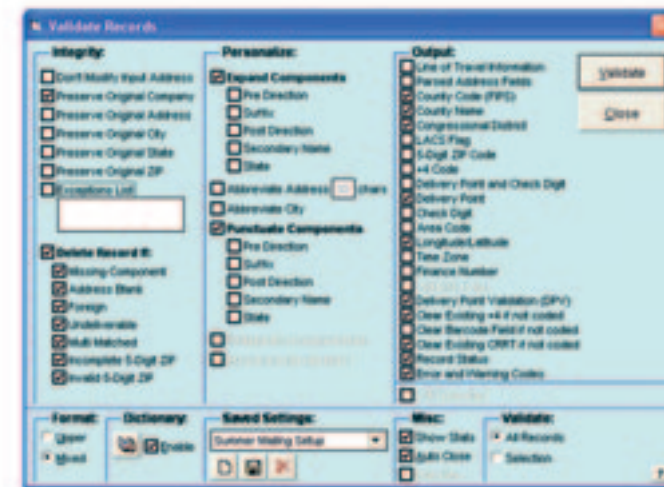 Validate Records
Integrity:
Don't Modify Input Address
Preserve Original Company
Preserve Original Address
Preserve Original City
Preserve Original State
Preserve Original ZIP
Exceptions List
Delete Record If:
Missing Component
Address Blank
Foreign
Undeliverable
Multi Matched
Incomplete 5-Digit ZIP
Invalid 5-Digit ZIP
Personalize:
Expand Components
Pre Direction
Suffix
Post Direction
Secondary Name
State
Abbreviate Address chars
Abbreviate City
Punctuate Components
Pre Direction
Suffix
Post Direction
Secondary Name
State
Output:
Line of Travel Information
Parsed Address Fields
County Code (FIPS)
County Name
Congressional District
LACS Flag
5-Digit ZIP Code
+4 Code
Delivery Point and Check Digit
Delivery Point
Check Digit
Area Code
Longitude/Latitude
Time Zone
Finance Number
Delivery Point Validation (DPV)
Clear Existing +4 if not coded
Clear Barcode Field if not coded
Clear Existing CRRT if not coded
Record Status
Error and Warning Codes
Validate
Close
Format:
Upper
Mixed
Dictionary:
Enable
Saved Settings:
Summer Mailing Setup
Misc:
Show Stats
Auto Close
Validate:
All Records
Selection
?